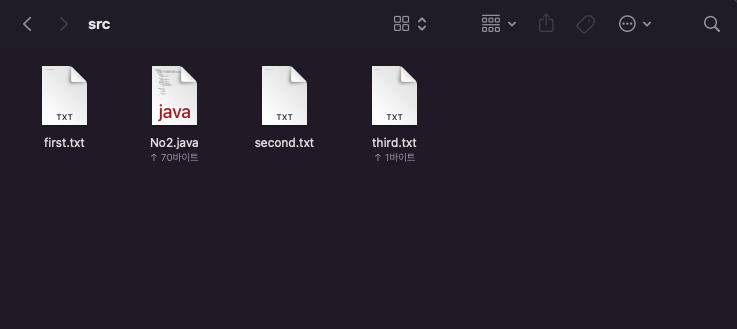 src
TXT
java
TXT
TXT
first.txt
No2.java
second.txt
third.txt
↑ 70바이트
↑ 1바이트